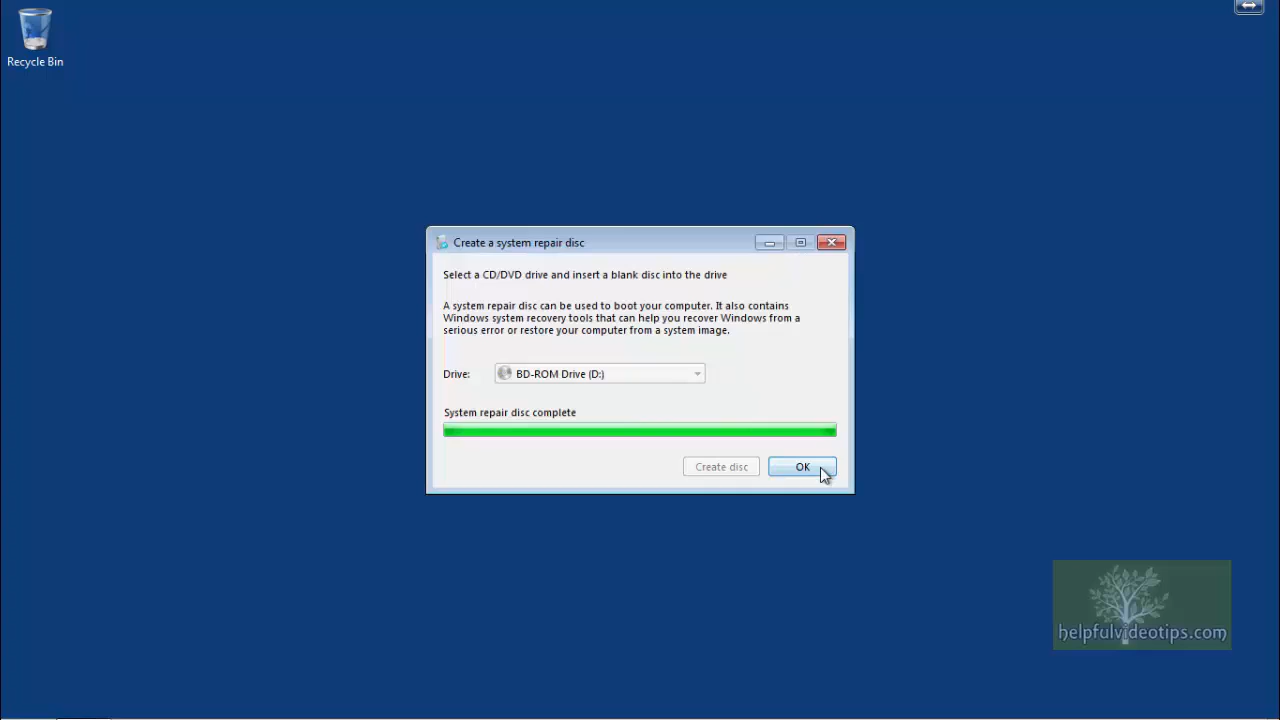 Recycle Bin
Create a system repair disc
Select a CD/DVD drive and insert a blank disc into the drive
A system repair disc can be used to boot your computer. It also contains
Windows system recovery tools that can help you recover Windows from a
serious error or restore your computer from a system image.
Drive: BD-ROM Drive (D:)
System repair disc complete
Create disc OK
helpfulvideotips.com